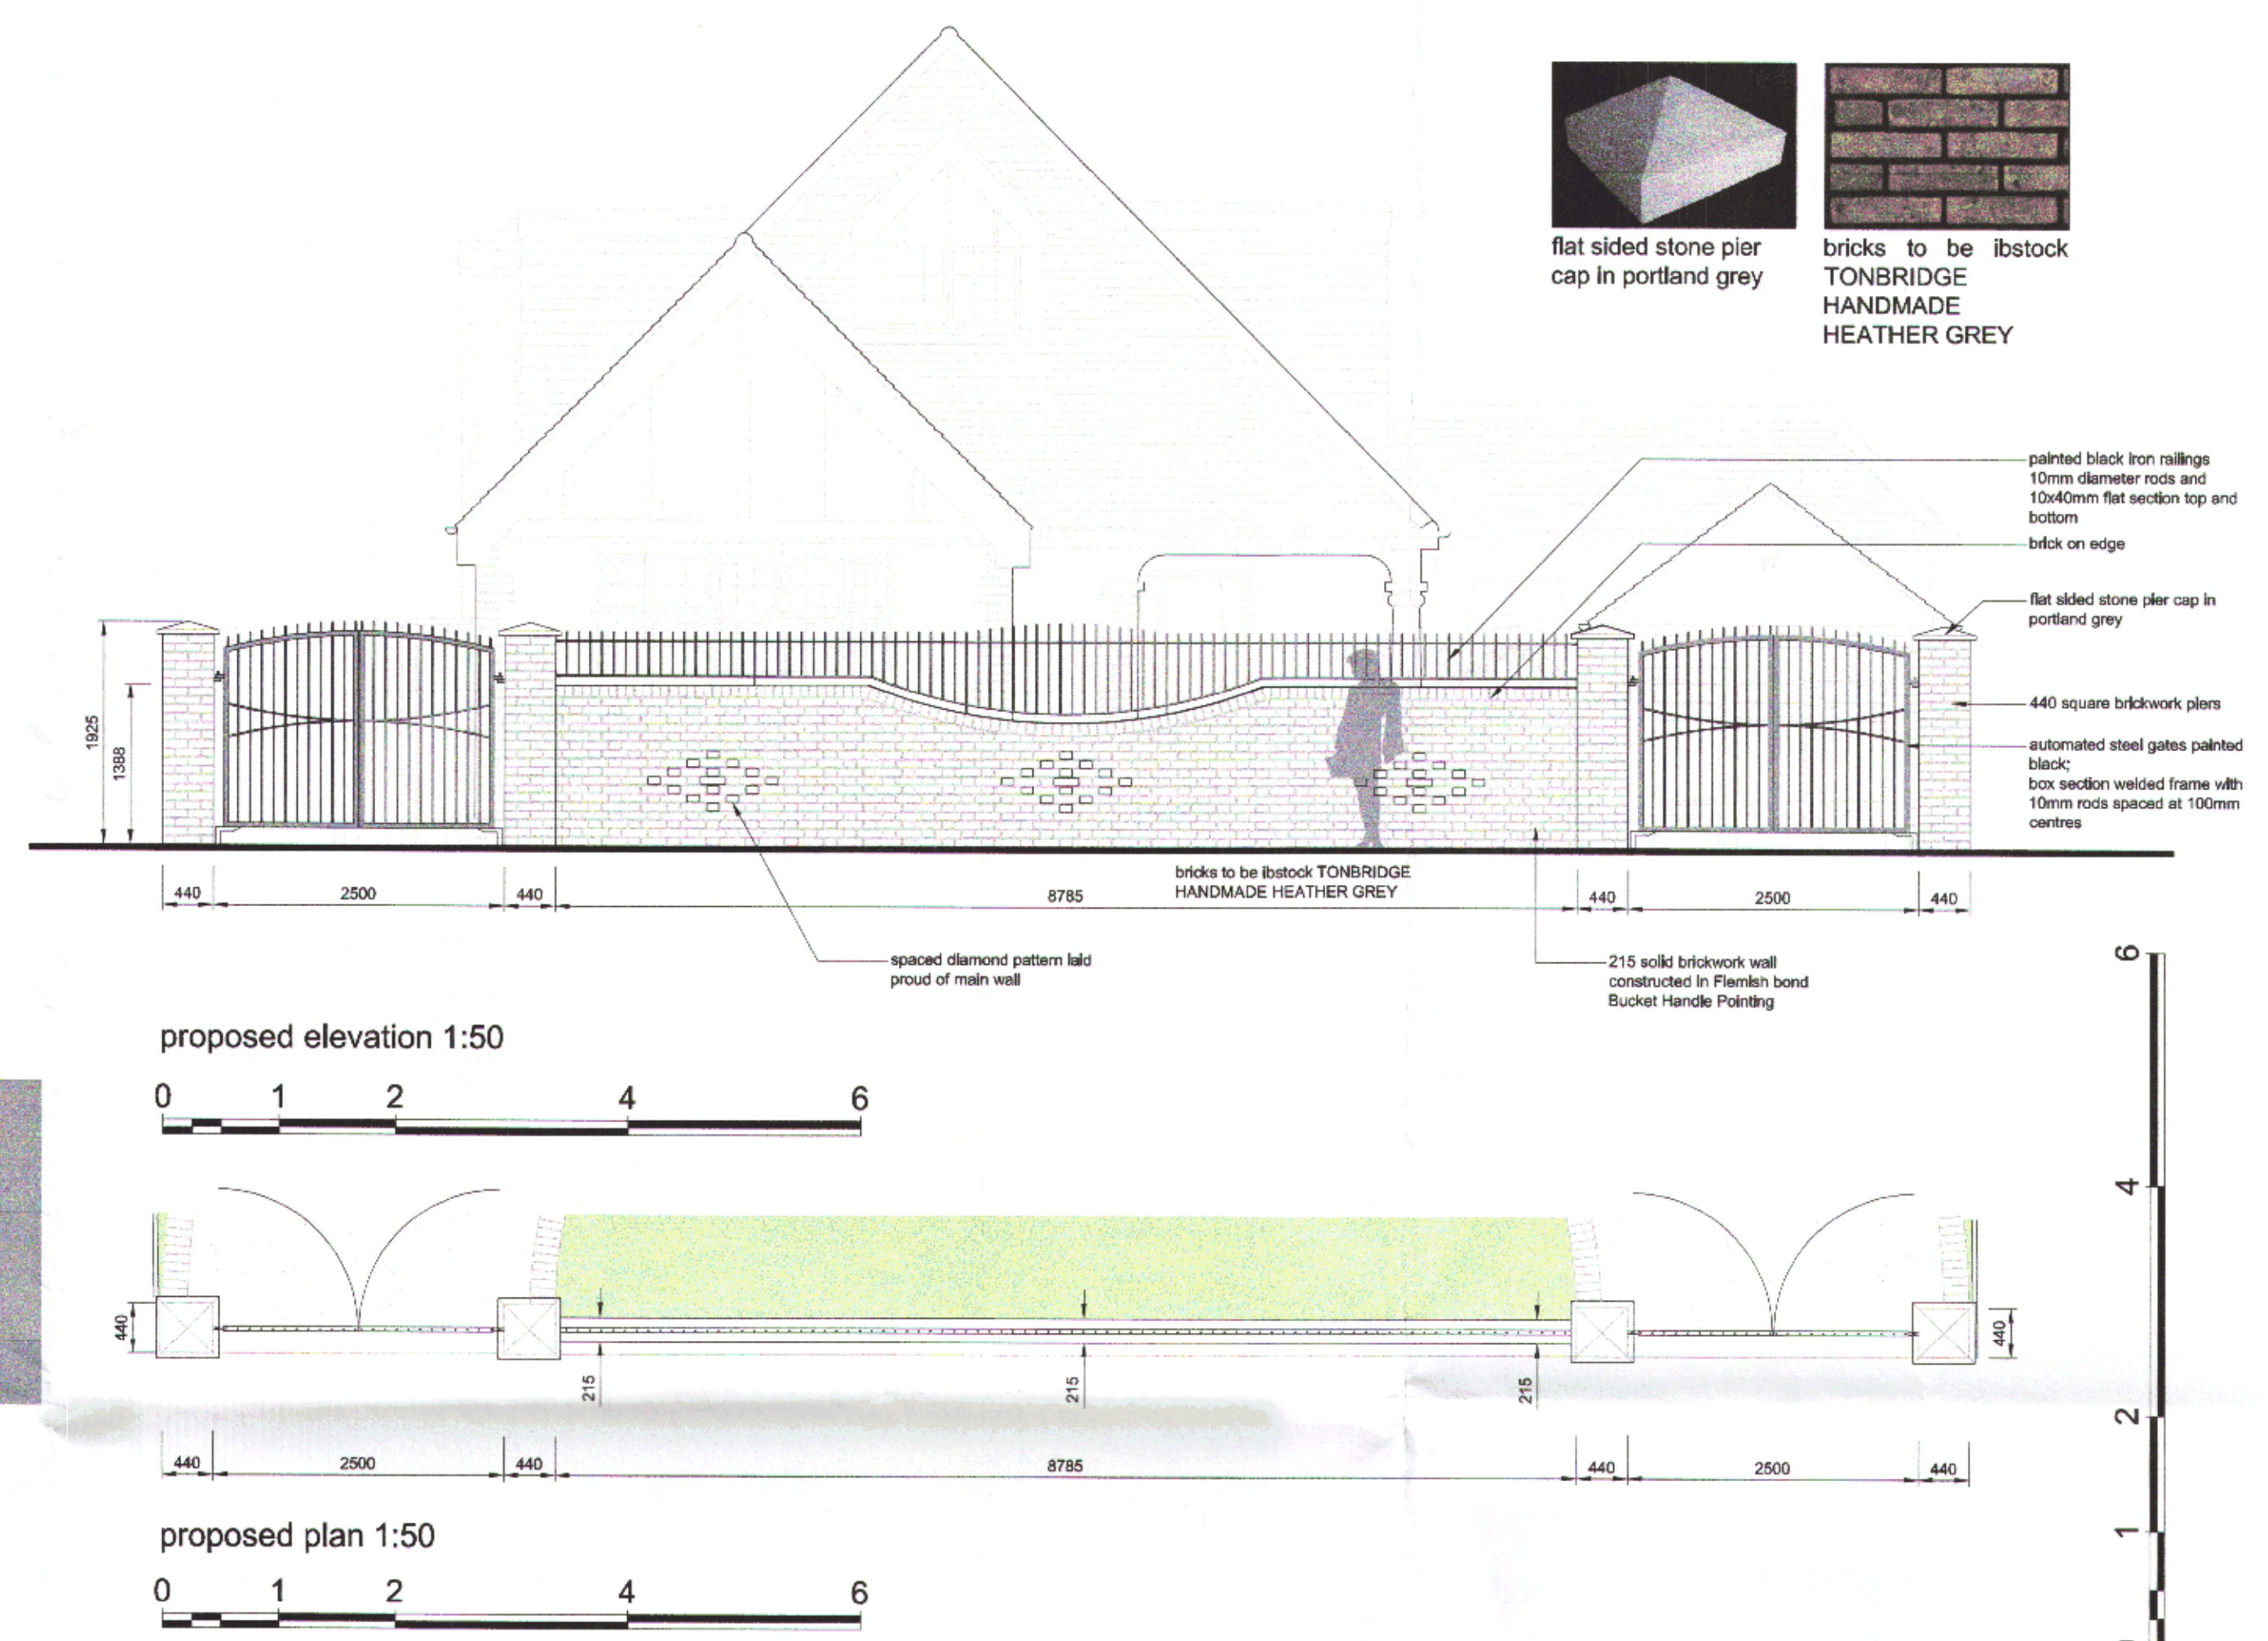 flat sided stone pier
cap in portland grey
bricks to be ibstock
TONBRIDGE
HANDMADE
HEATHER GREY
painted black iron railings
10mm diameter rods and
10x40mm flat section top and
bottom
brick on edge
flat sided stone pier cap in
portland grey
440 square brickwork piers
automated steel gates painted
black;
box section welded frame with
10mm rods spaced at 100mm
centres
1925
1388
bricks to be ibstock TONBRIDGE
HANDMADE HEATHER GREY
440 2500 440 8785 440 2500 440
spaced diamond pattern laid
proud of main wall
215 solid brickwork wall
constructed in Flemish bond
Bucket Handle Pointing
proposed elevation 1:50
0 1 2 4 6
440
215
215
215
440
440 2500 440 8785 440 2500 440
proposed plan 1:50
0 1 2 4 6
6
4
2
1